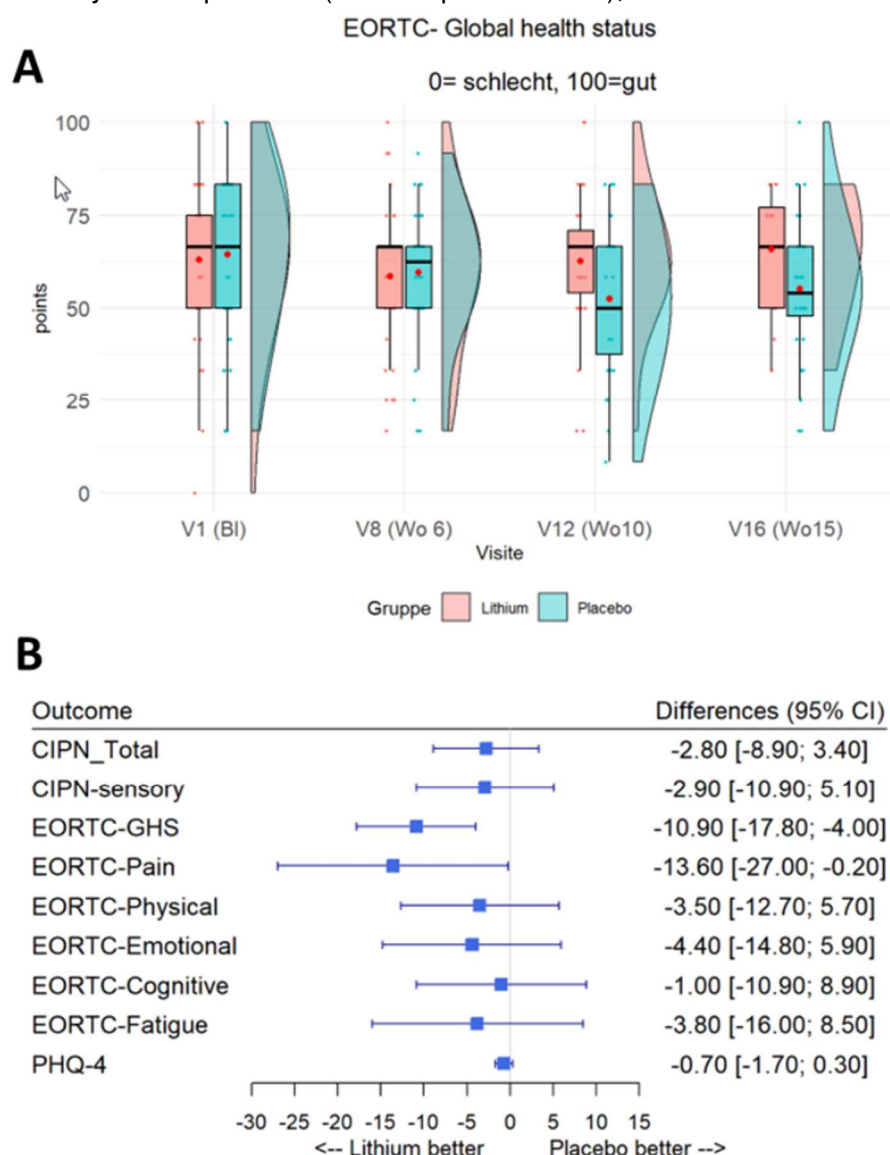 EORTC- Global health status
A
0= schlecht, 100=gut
100
75
50
25
0
points
V1 (Bl) V8 (Wo 6) V12 (Wo10) V16 (Wo15)
Visite
Gruppe Lithium Placebo
B
Outcome Differences (95% CI)
CIPN_Total -2.80 [-8.90; 3.40]
CIPN-sensory -2.90 [-10.90; 5.10]
EORTC-GHS -10.90 [-17.80; -4.00]
EORTC-Pain -13.60 [-27.00; -0.20]
EORTC-Physical -3.50 [-12.70; 5.70]
EORTC-Emotional -4.40 [-14.80; 5.90]
EORTC-Cognitive -1.00 [-10.90; 8.90]
EORTC-Fatigue -3.80 [-16.00; 8.50]
PHQ-4 -0.70 [-1.70; 0.30]
-30 -25 -20 -15 -10 -5 0 5 10 15
<-- Lithium better Placebo better -->